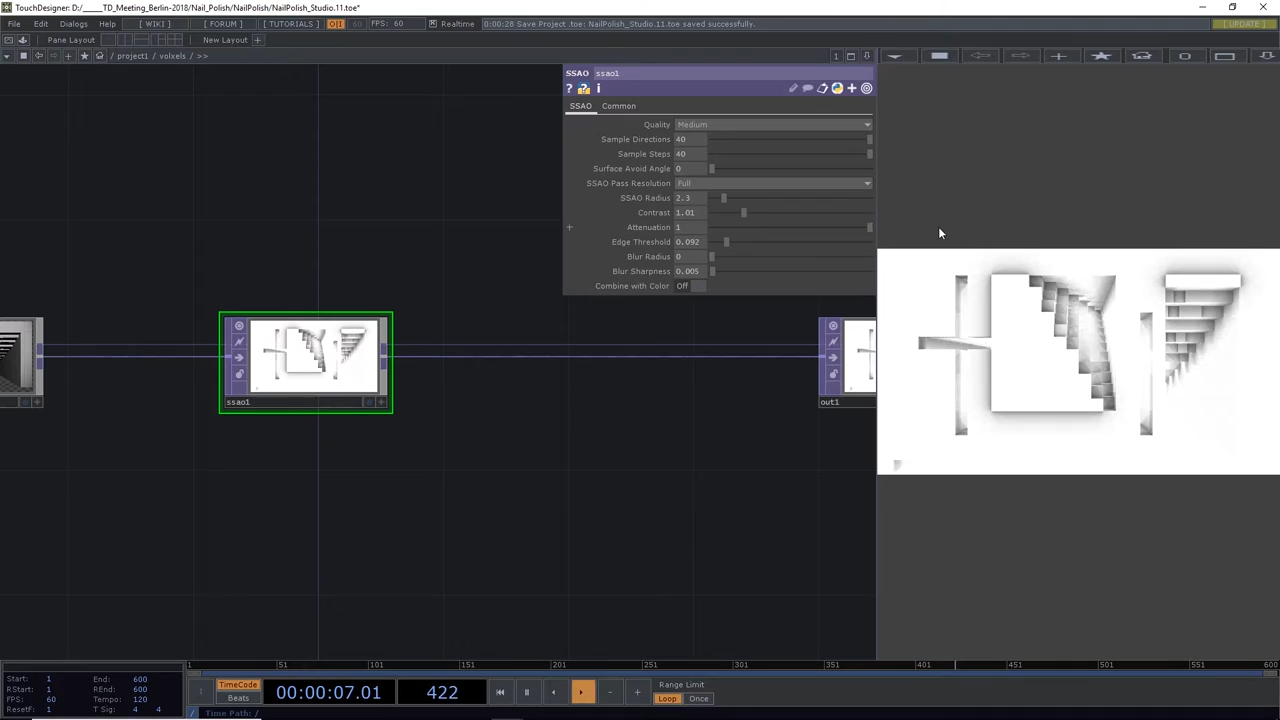 TouchDesigner: D:/_____TD_Meeting_Berlin-2018/Nail_Polish/NailPolish/NailPolish_Studio.11.toe*
File Edit Dialogs Help [ WIKI ] [ FORUM ] [ TUTORIALS ] O|I 60 FPS: 60 Realtime 0:00:28 Save Project .toe: NailPolish_Studio.11.toe saved successfully. [ UPDATE ]
Pane Layout New Layout +
/ project1 / volxels / >> 1
SSAO ssao1
? ? i
SSAO Common
Quality Medium
Sample Directions 40
Sample Steps 40
Surface Avoid Angle 0
SSAO Pass Resolution Full
SSAO Radius 2.3
Contrast 1.01
+ Attenuation 1
Edge Threshold 0.092
Blur Radius 0
Blur Sharpness 0.005
Combine with Color Off
ssao1
out1
1 51 101 151 201 251 301 351 401 451 501 551 600
Start: 1 End: 600
RStart: 1 REnd: 600
FPS: 60 Tempo: 120
ResetF: 1 T Sig: 4 4
TimeCode
Beats
00:00:07.01 422
Range Limit
Loop Once
/ Time Path: /